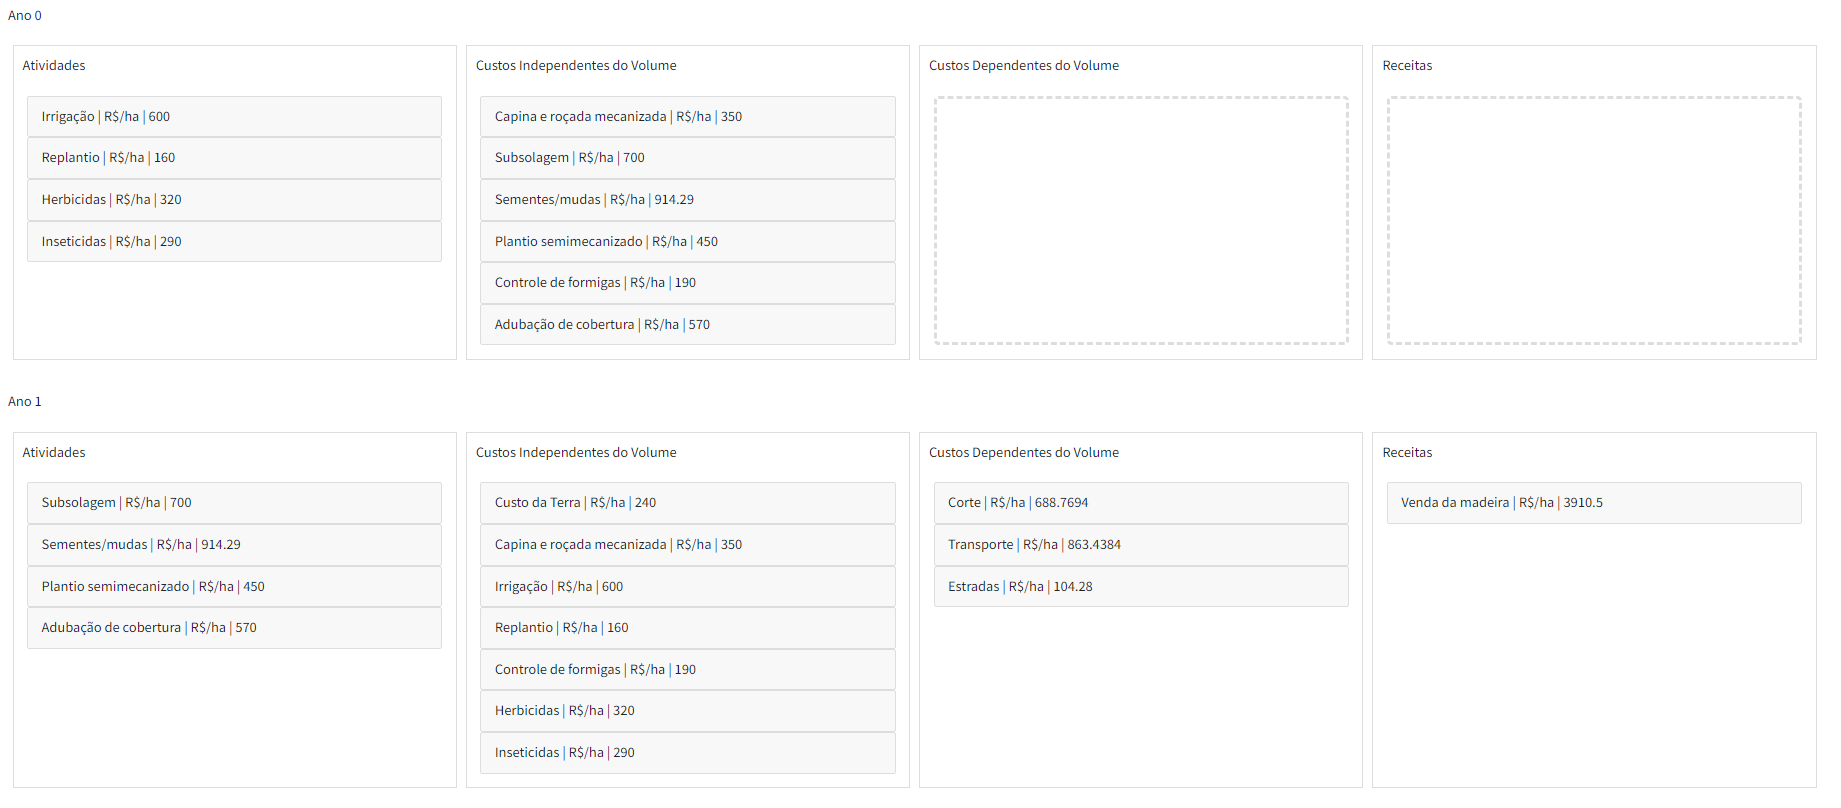 Ano 0
Atividades
Irrigação | R$/ha | 600
Replantio | R$/ha | 160
Herbicidas | R$/ha | 320
Inseticidas | R$/ha | 290
Custos Independentes do Volume
Capina e roçada mecanizada | R$/ha | 350
Subsolagem | R$/ha | 700
Sementes/mudas | R$/ha | 914.29
Plantio semimecanizado | R$/ha | 450
Controle de formigas | R$/ha | 190
Adubação de cobertura | R$/ha | 570
Custos Dependentes do Volume
Receitas
Ano 1
Atividades
Subsolagem | R$/ha | 700
Sementes/mudas | R$/ha | 914.29
Plantio semimecanizado | R$/ha | 450
Adubação de cobertura | R$/ha | 570
Custos Independentes do Volume
Custo da Terra | R$/ha | 240
Capina e roçada mecanizada | R$/ha | 350
Irrigação | R$/ha | 600
Replantio | R$/ha | 160
Controle de formigas | R$/ha | 190
Herbicidas | R$/ha | 320
Inseticidas | R$/ha | 290
Custos Dependentes do Volume
Corte | R$/ha | 688.7694
Transporte | R$/ha | 863.4384
Estradas | R$/ha | 104.28
Receitas
Venda da madeira | R$/ha | 3910.5